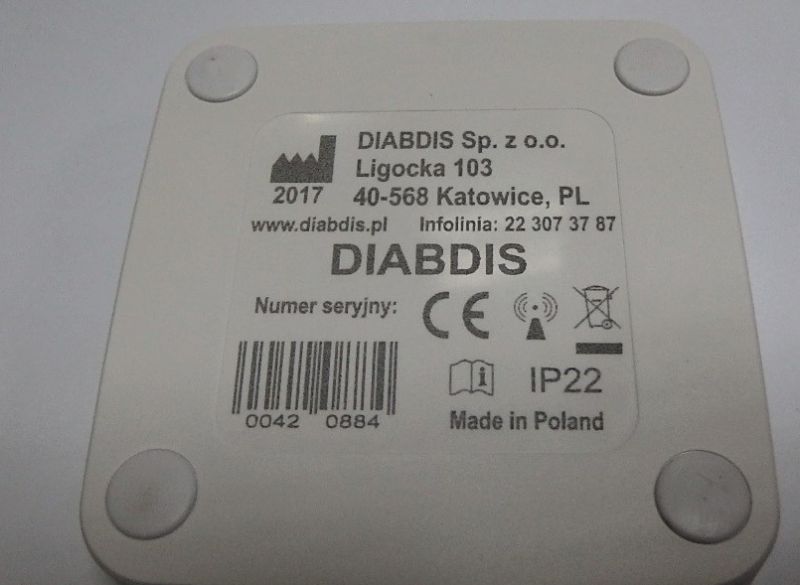 DIABDIS Sp. z o.o.
Ligocka 103
2017 40-568 Katowice, PL
www.diabdis.pl Infolinia: 22 307 37 87
DIABDIS
Numer seryjny: CE
0042 0884
IP22
Made in Poland